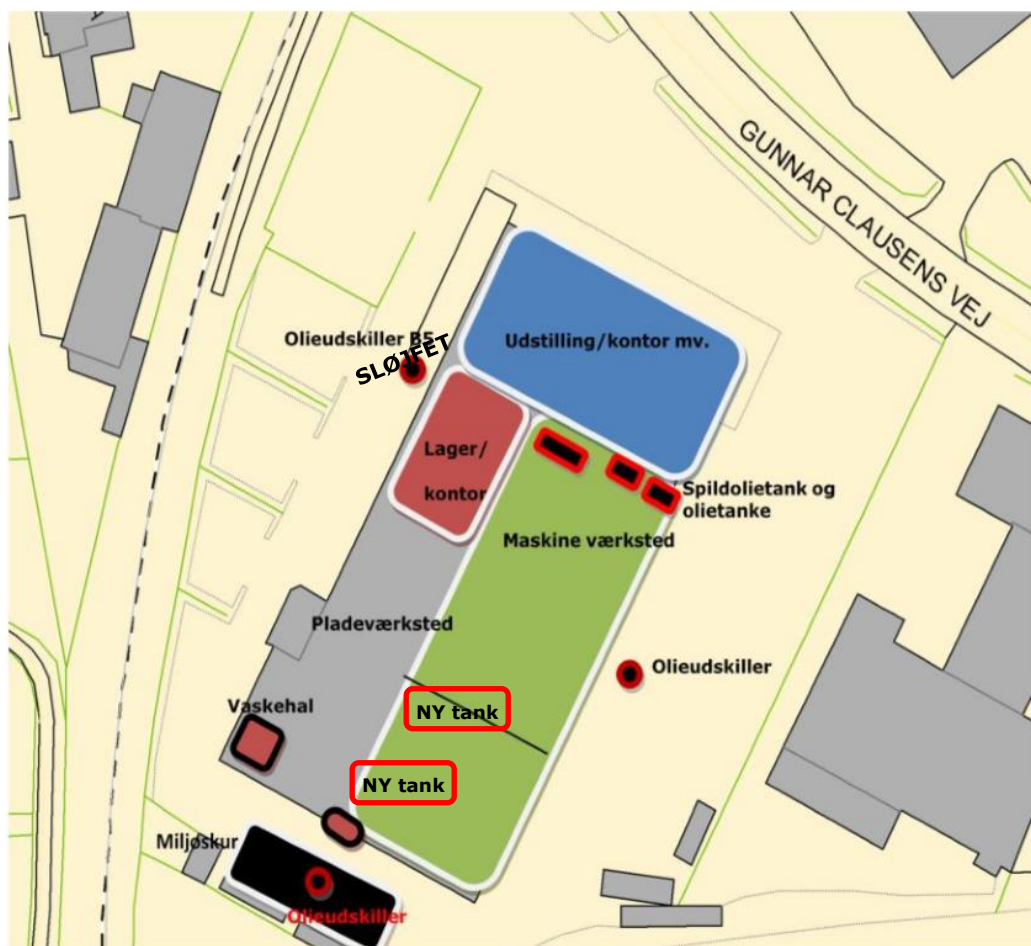 GUNNAR CLAUSENS VEJ
Olieudskiller B5
SLØJFET
Udstilling/kontor mv.
Lager/
kontor
Spildolietank og
olietanke
Maskine værksted
Pladeværksted
Olieudskiller
Vaskehal
NY tank
NY tank
Miljøskur
Olieudskiller